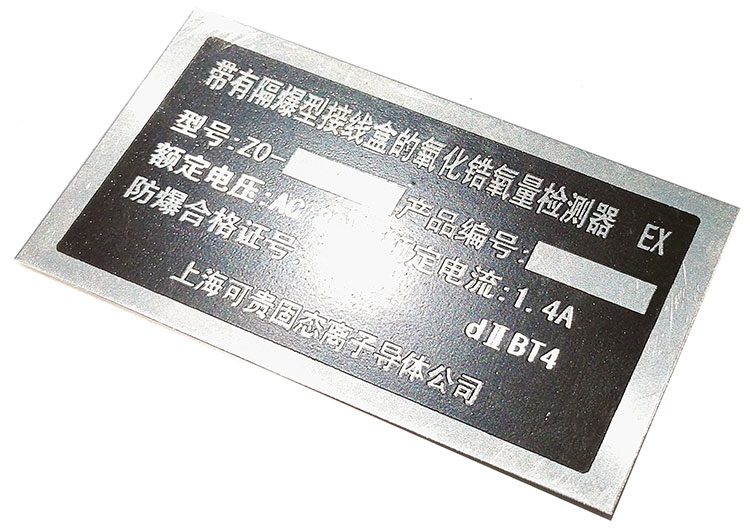 带有隔爆型接线盒的氧化锆氧量检测器 EX
型号:ZO- 产品编号:
额定电压:AC 定电流:1.4A
防爆合格证号 dⅡBT4
上海可贵固态离子导体公司